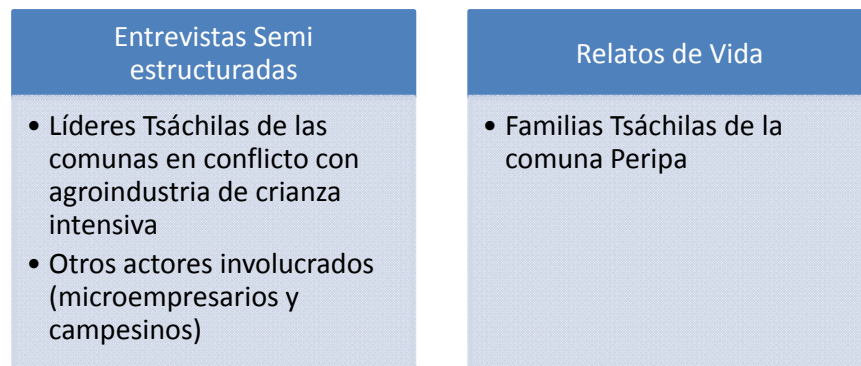 Entrevistas Semi
estructuradas
• Líderes Tsáchilas de las
comunas en conflicto con
agroindustria de crianza
intensiva
• Otros actores involucrados
(microempresarios y
campesinos)
Relatos de Vida
• Familias Tsáchilas de la
comuna Peripa